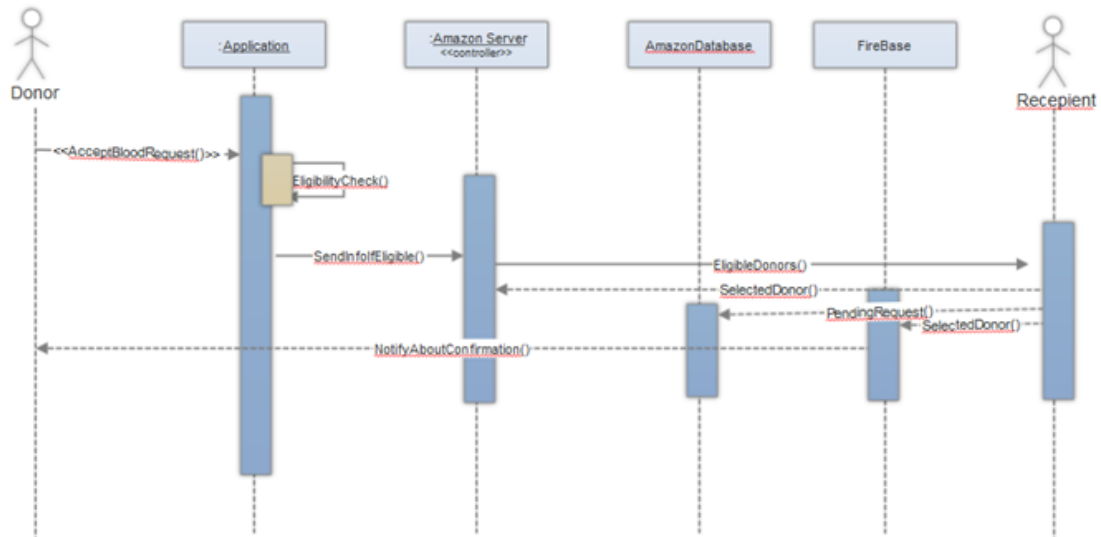 Donor
: Application
:Amazon Server
<<controller>>
AmazonDatabase
FireBase
Recepient
<<AcceptBloodRequest()>>
EligibilityCheck()
SendInfoIfEligible()
EligibleDonors()
SelectedDonor()
PendingRequest()
SelectedDonor()
NotifyAboutConfirmation()